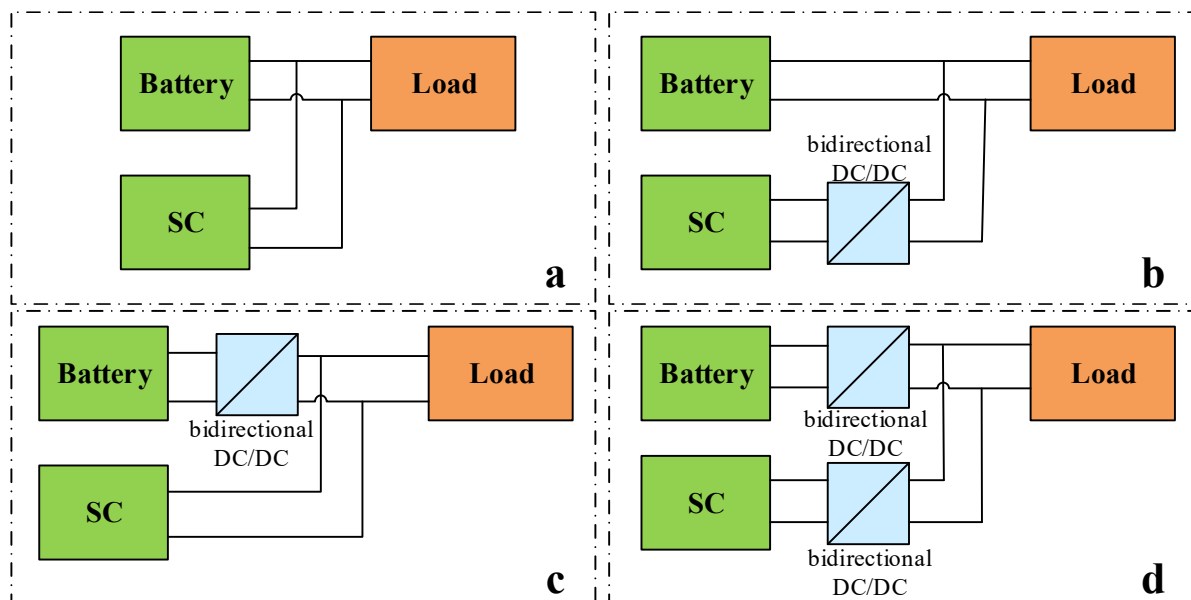 Battery
Load
SC
a
Battery
Load
bidirectional
DC/DC
SC
b
Battery
Load
bidirectional
DC/DC
SC
c
Battery
Load
bidirectional
DC/DC
SC
bidirectional
DC/DC
d